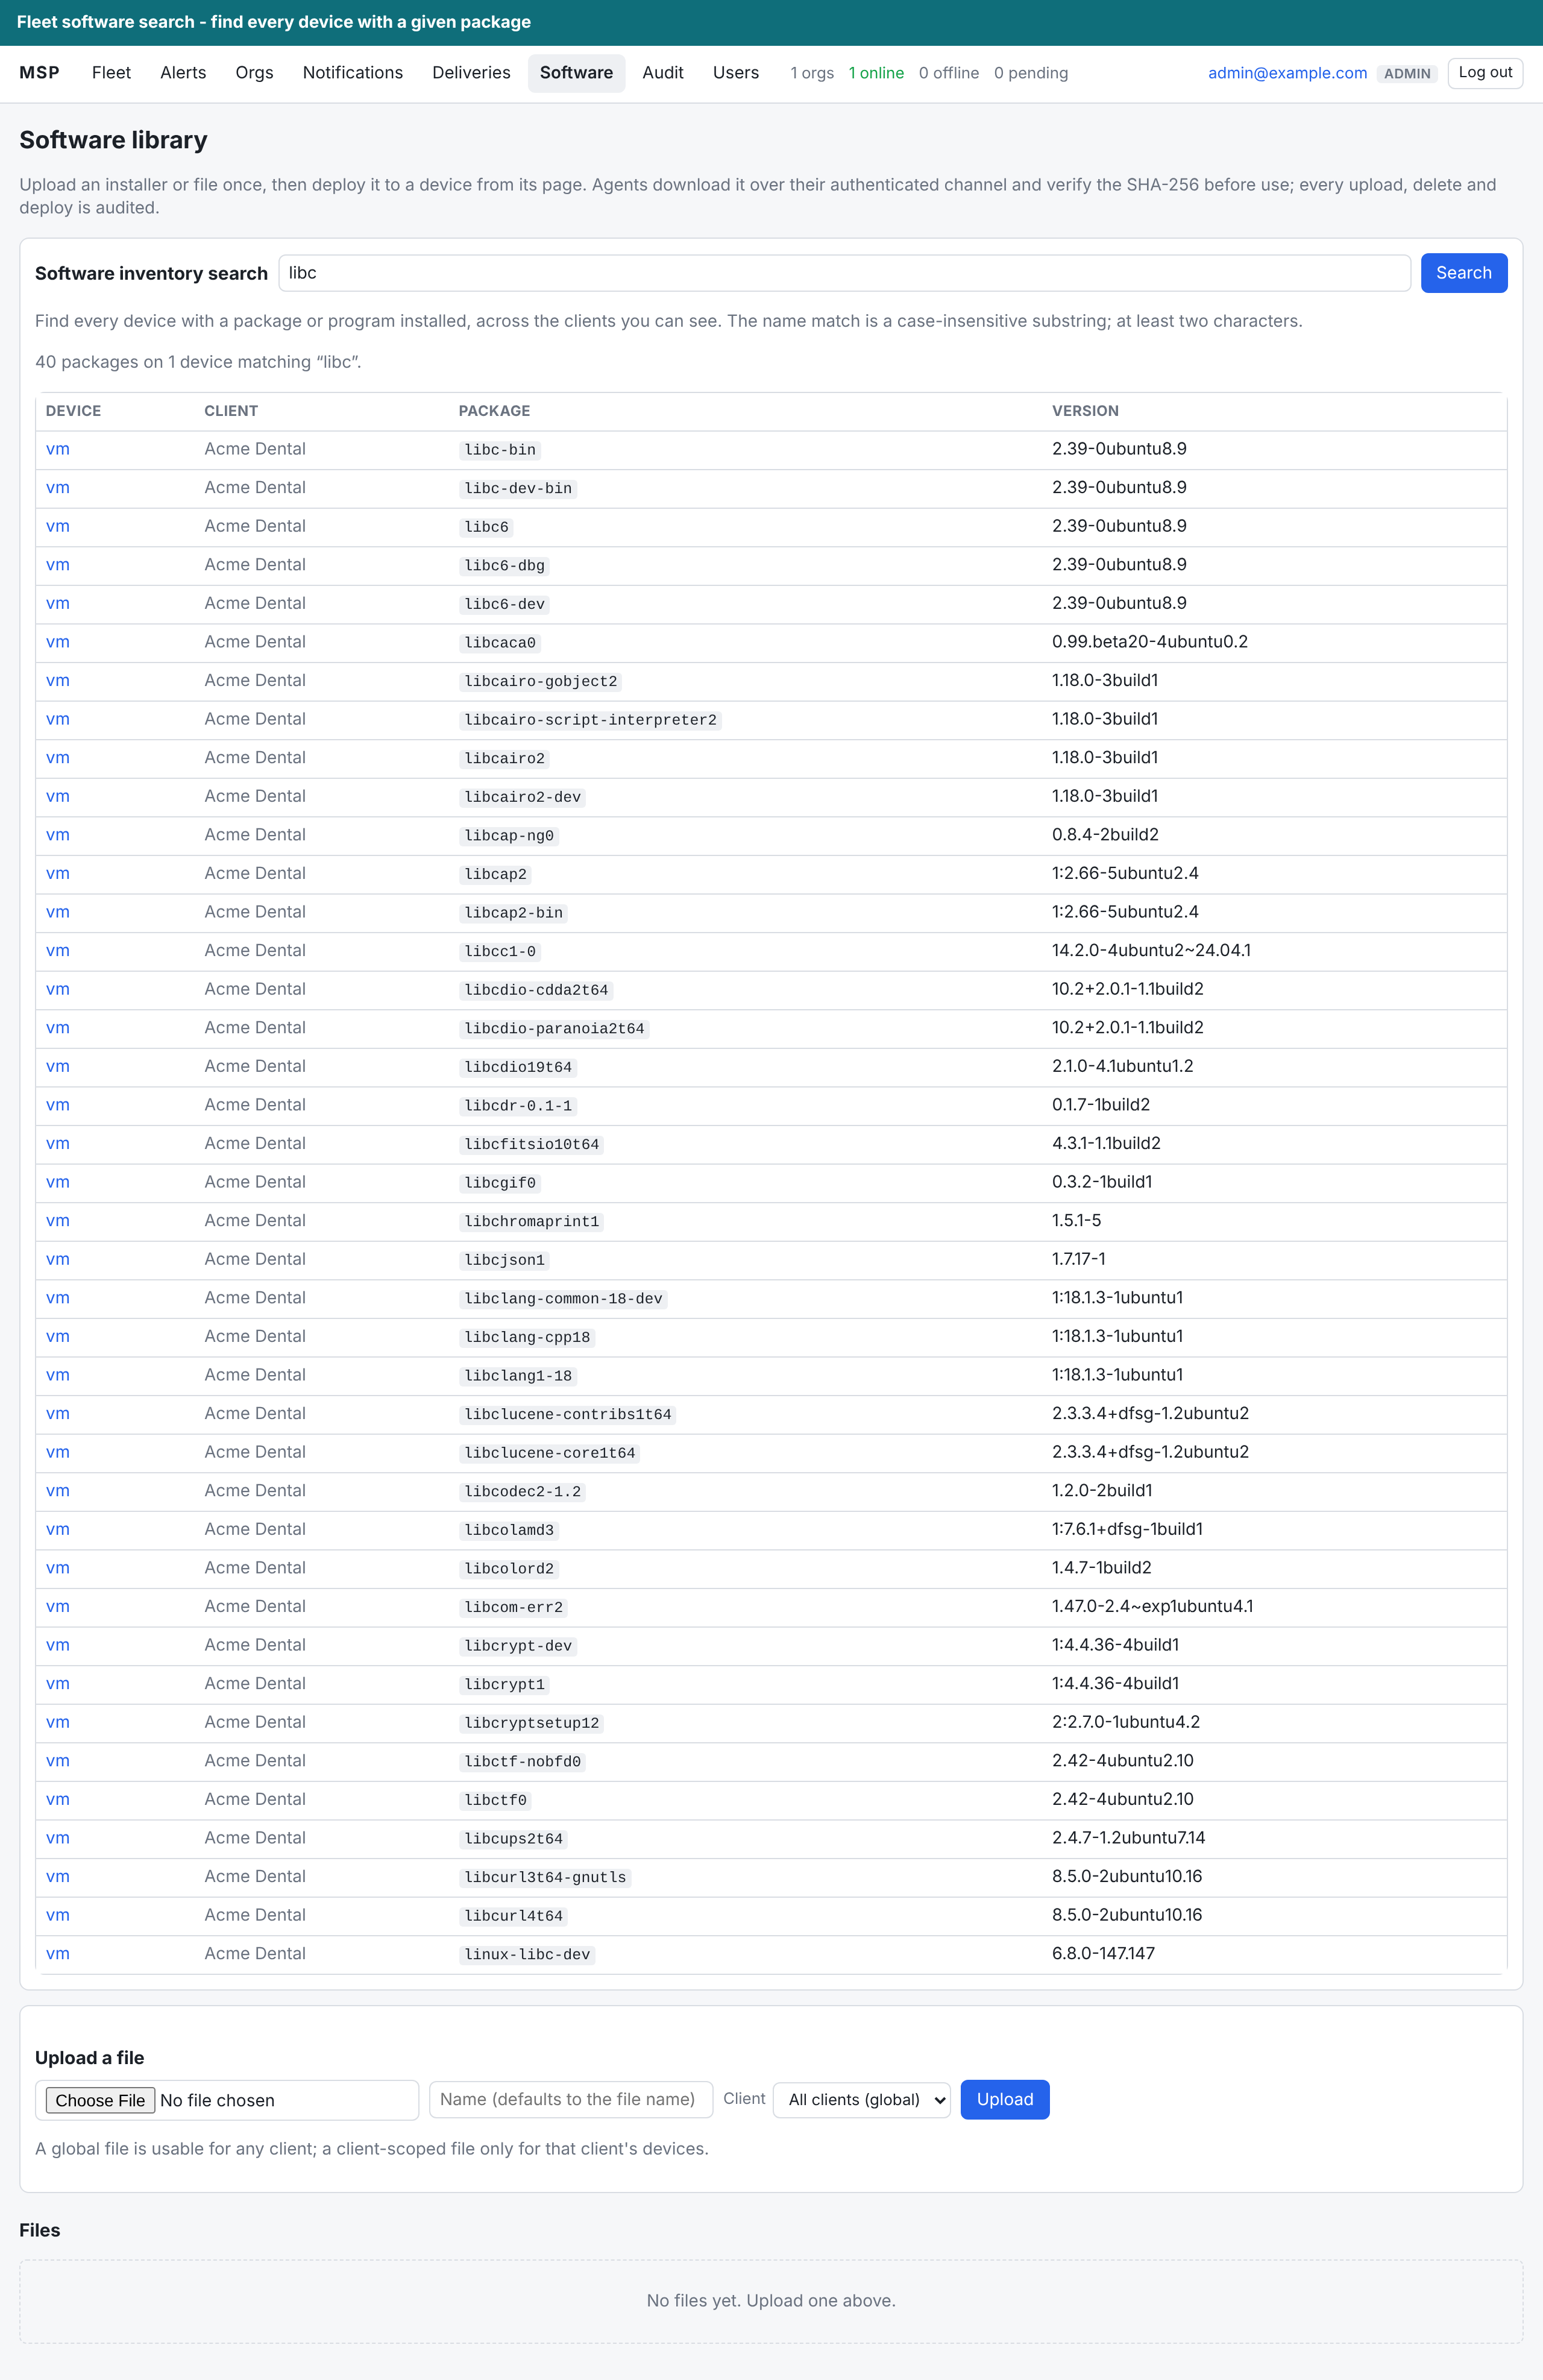 Fleet software search - find every device with a given package
MSP Fleet Alerts Orgs Notifications Deliveries Software Audit Users 1 orgs 1 online 0 offline 0 pending admin@example.com ADMIN Log out
Software library
Upload an installer or file once, then deploy it to a device from its page. Agents download it over their authenticated channel and verify the SHA-256 before use; every upload, delete and
deploy is audited.
Software inventory search libc Search
Find every device with a package or program installed, across the clients you can see. The name match is a case-insensitive substring; at least two characters.
40 packages on 1 device matching “libc”.
DEVICE CLIENT PACKAGE VERSION
vm Acme Dental libc-bin 2.39-0ubuntu8.9
vm Acme Dental libc-dev-bin 2.39-0ubuntu8.9
vm Acme Dental libc6 2.39-0ubuntu8.9
vm Acme Dental libc6-dbg 2.39-0ubuntu8.9
vm Acme Dental libc6-dev 2.39-0ubuntu8.9
vm Acme Dental libcaca0 0.99.beta20-4ubuntu0.2
vm Acme Dental libcairo-gobject2 1.18.0-3build1
vm Acme Dental libcairo-script-interpreter2 1.18.0-3build1
vm Acme Dental libcairo2 1.18.0-3build1
vm Acme Dental libcairo2-dev 1.18.0-3build1
vm Acme Dental libcap-ng0 0.8.4-2build2
vm Acme Dental libcap2 1:2.66-5ubuntu2.4
vm Acme Dental libcap2-bin 1:2.66-5ubuntu2.4
vm Acme Dental libcc1-0 14.2.0-4ubuntu2~24.04.1
vm Acme Dental libcdio-cdda2t64 10.2+2.0.1-1.1build2
vm Acme Dental libcdio-paranoia2t64 10.2+2.0.1-1.1build2
vm Acme Dental libcdio19t64 2.1.0-4.1ubuntu1.2
vm Acme Dental libcdr-0.1-1 0.1.7-1build2
vm Acme Dental libcfitsio10t64 4.3.1-1.1build2
vm Acme Dental libcgif0 0.3.2-1build1
vm Acme Dental libchromaprint1 1.5.1-5
vm Acme Dental libcjson1 1.7.17-1
vm Acme Dental libclang-common-18-dev 1:18.1.3-1ubuntu1
vm Acme Dental libclang-cpp18 1:18.1.3-1ubuntu1
vm Acme Dental libclang1-18 1:18.1.3-1ubuntu1
vm Acme Dental libclucene-contribs1t64 2.3.3.4+dfsg-1.2ubuntu2
vm Acme Dental libclucene-core1t64 2.3.3.4+dfsg-1.2ubuntu2
vm Acme Dental libcodec2-1.2 1.2.0-2build1
vm Acme Dental libcolamd3 1:7.6.1+dfsg-1build1
vm Acme Dental libcolord2 1.4.7-1build2
vm Acme Dental libcom-err2 1.47.0-2.4~exp1ubuntu4.1
vm Acme Dental libcrypt-dev 1:4.4.36-4build1
vm Acme Dental libcrypt1 1:4.4.36-4build1
vm Acme Dental libcryptsetup12 2:2.7.0-1ubuntu4.2
vm Acme Dental libctf-nobfd0 2.42-4ubuntu2.10
vm Acme Dental libctf0 2.42-4ubuntu2.10
vm Acme Dental libcups2t64 2.4.7-1.2ubuntu7.14
vm Acme Dental libcurl3t64-gnutls 8.5.0-2ubuntu10.16
vm Acme Dental libcurl4t64 8.5.0-2ubuntu10.16
vm Acme Dental linux-libc-dev 6.8.0-147.147
Upload a file
Choose File No file chosen Name (defaults to the file name) Client All clients (global) Upload
A global file is usable for any client; a client-scoped file only for that client's devices.
Files
No files yet. Upload one above.